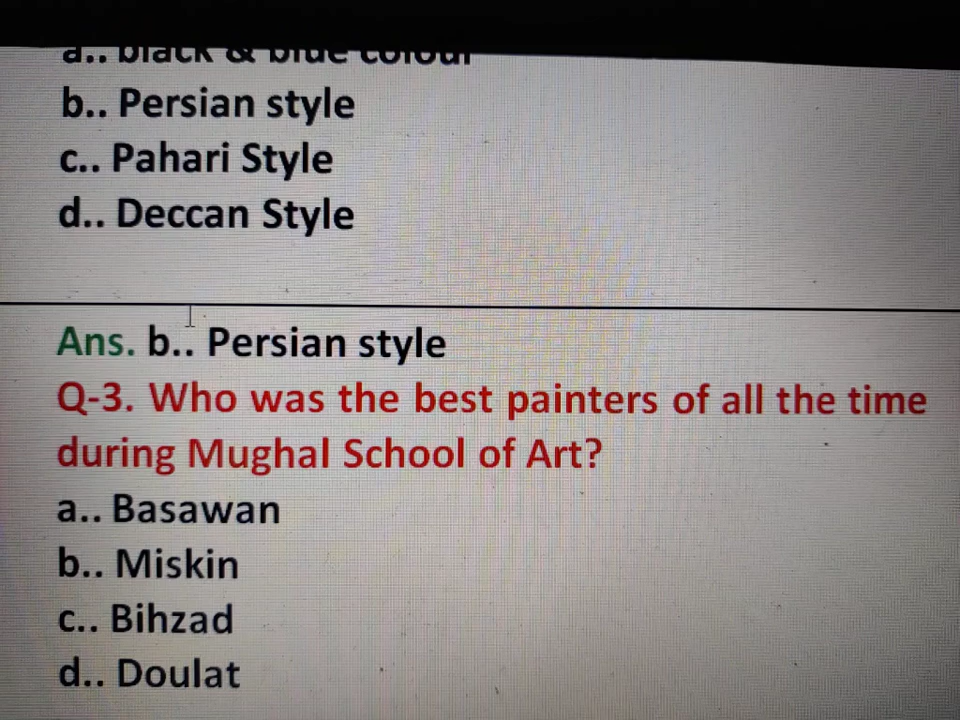 a.. black & blue colour
b.. Persian style
c.. Pahari Style
d.. Deccan Style
Ans. b.. Persian style
Q-3. Who was the best painters of all the time
during Mughal School of Art?
a.. Basawan
b.. Miskin
c.. Bihzad
d.. Doulat